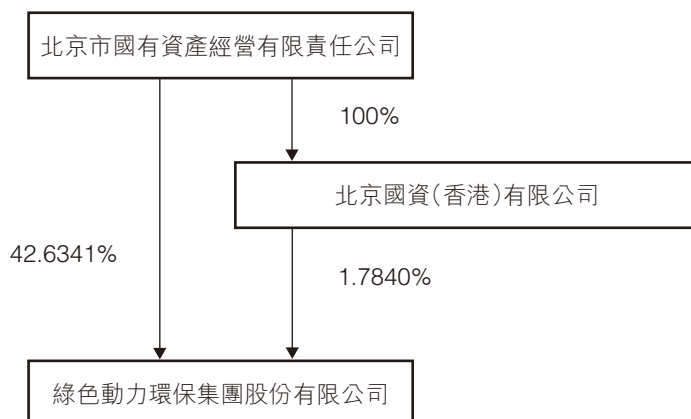 北京市國有資產經營有限責任公司
100%
北京國資(香港)有限公司
42.6341%
1.7840%
綠色動力環保集團股份有限公司